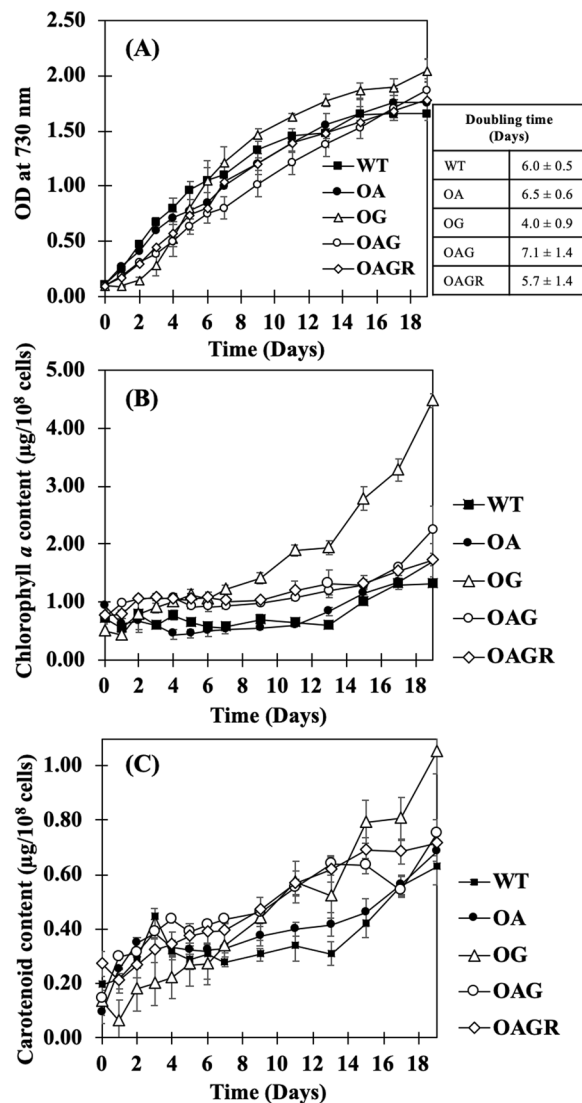 (A)
OD at 730 nm
2.50
2.00
1.50
1.00
0.50
0.00
WT
OA
OG
OAG
OAGR
0 2 4 6 8 10 12 14 16 18
Time (Days)
Doubling time
(Days)
WT 6.0 ± 0.5
OA 6.5 ± 0.6
OG 4.0 ± 0.9
OAG 7.1 ± 1.4
OAGR 5.7 ± 1.4
(B)
Chlorophyll a content (µg/10⁸ cells)
5.00
4.00
3.00
2.00
1.00
0.00
0 2 4 6 8 10 12 14 16 18
Time (Days)
WT
OA
OG
OAG
OAGR
(C)
Carotenoid content (µg/10⁸ cells)
1.00
0.80
0.60
0.40
0.20
0.00
0 2 4 6 8 10 12 14 16 18
Time (Days)
WT
OA
OG
OAG
OAGR